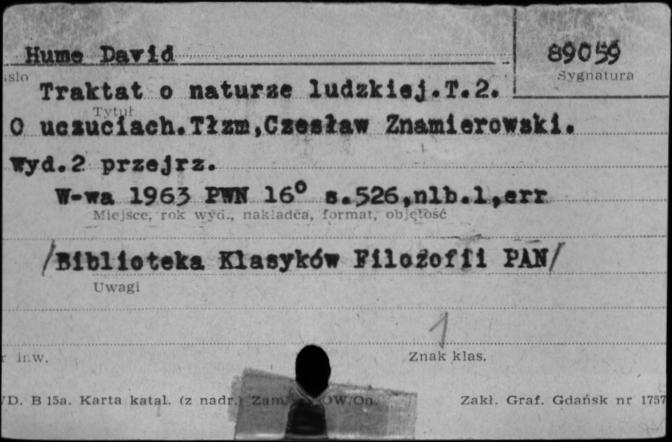 Hume David
89059
Sygnatura
Traktat o naturze ludzkiej.T.2.
Tytuł
O uczuciach.Tłzm,Czesław Znamierowski.
Wyd.2 przejrz.
W-wa 1963 PWN 16° s.526,nlb.1,err
Miejsce, rok wyd., nakładca, format, objętość
/Biblioteka Klasyków Filozofii PAN/
Uwagi
1
inw.
Znak klas.
B 15a. Karta katal. (z nadr.) Zam.
Zakł. Graf. Gdańsk nr 1757